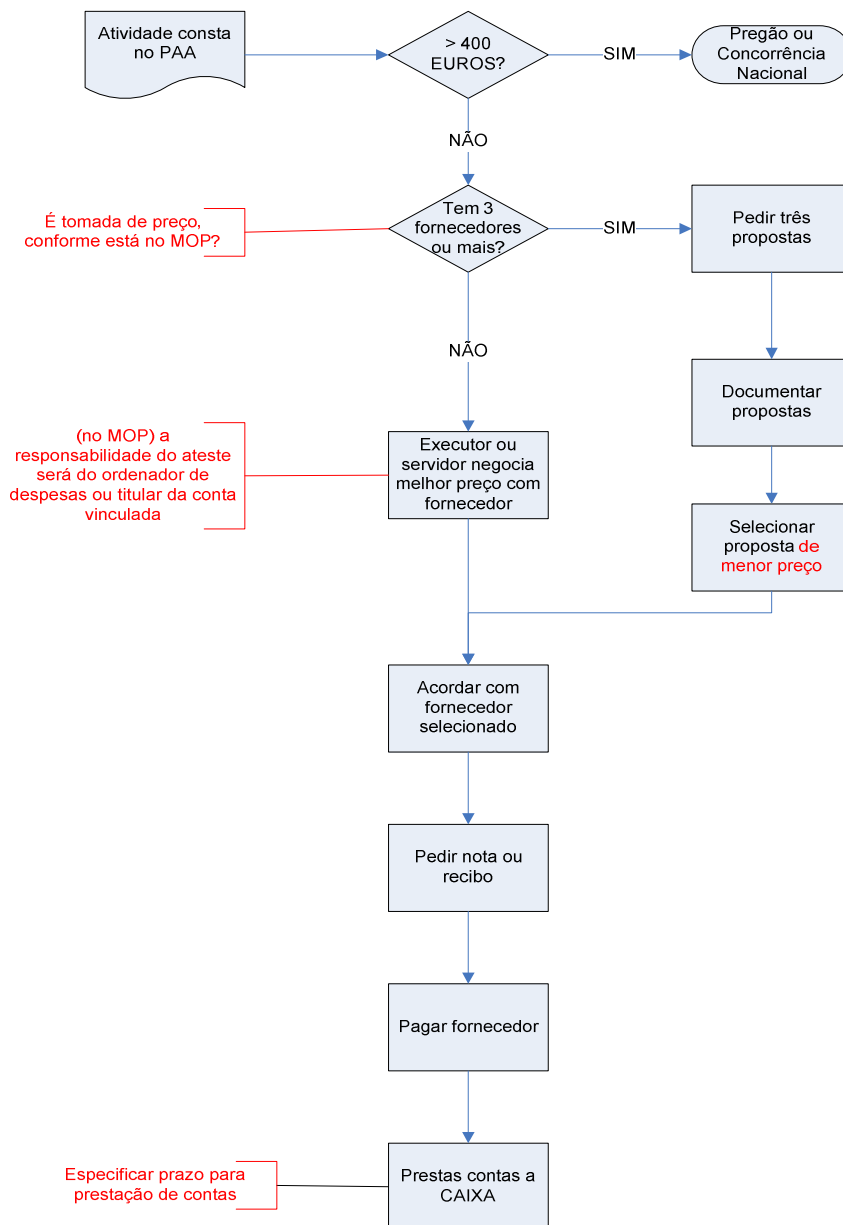 Atividade consta
no PAA
> 400
EUROS?
SIM
Pregão ou
Concorrência
Nacional
NÃO
É tomada de preço,
conforme está no MOP?
Tem 3
fornecedores
ou mais?
SIM
Pedir três
propostas
NÃO
Documentar
propostas
(no MOP) a
responsabilidade do ateste
será do ordenador de
despesas ou titular da conta
vinculada
Executor ou
servidor negocia
melhor preço com
fornecedor
Selecionar
proposta de
menor preço
Acordar com
fornecedor
selecionado
Pedir nota ou
recibo
Pagar fornecedor
Especificar prazo para
prestação de contas
Prestas contas a
CAIXA